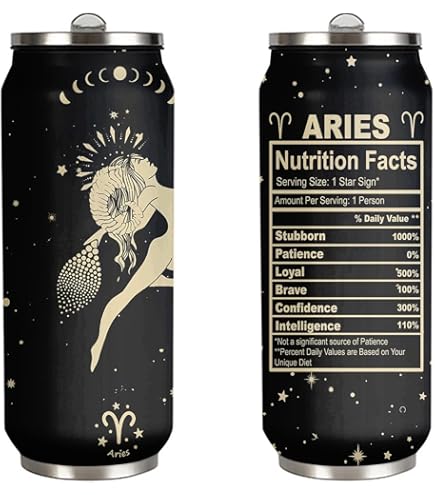 Aries
♈ ARIES ♈
Nutrition Facts
Serving Size: 1 Star Sign*
Amount Per Serving: 1 Person
% Daily Value **
Stubborn 1000%
Patience 0%
Loyal 500%
Brave 100%
Confidence 300%
Intelligence 110%
*Not a significant source of Patience
**Percent Daily Values are Based on Your
Unique Diet